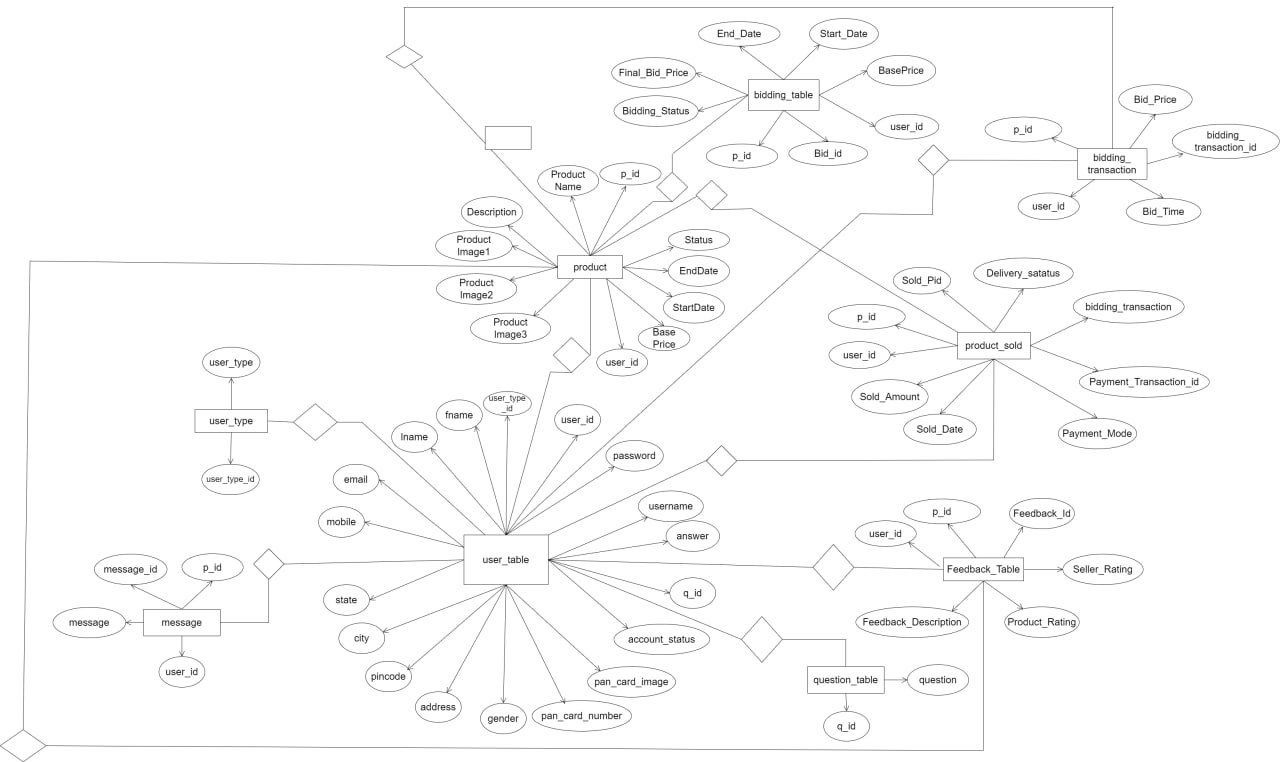 End_Date
Start_Date
Final_Bid_Price
BasePrice
bidding_table
Bidding_Status
user_id
p_id
Bid_id
Bid_Price
p_id
bidding_
transaction_id
bidding_
transaction
user_id
Bid_Time
Product
Name
p_id
Description
Product
Image1
Product
Image2
Product
Image3
product
Status
EndDate
StartDate
Base
Price
user_id
Sold_Pid
Delivery_satatus
p_id
bidding_transaction
product_sold
user_id
Payment_Transaction_id
Sold_Amount
Sold_Date
Payment_Mode
user_type
user_type
user_type_id
user_type
_id
fname
lname
user_id
email
password
mobile
username
answer
user_table
q_id
state
city
account_status
pincode
pan_card_image
address
gender
pan_card_number
message_id
p_id
message
message
user_id
p_id
Feedback_Id
user_id
Feedback_Table
Seller_Rating
Feedback_Description
Product_Rating
question_table
question
q_id